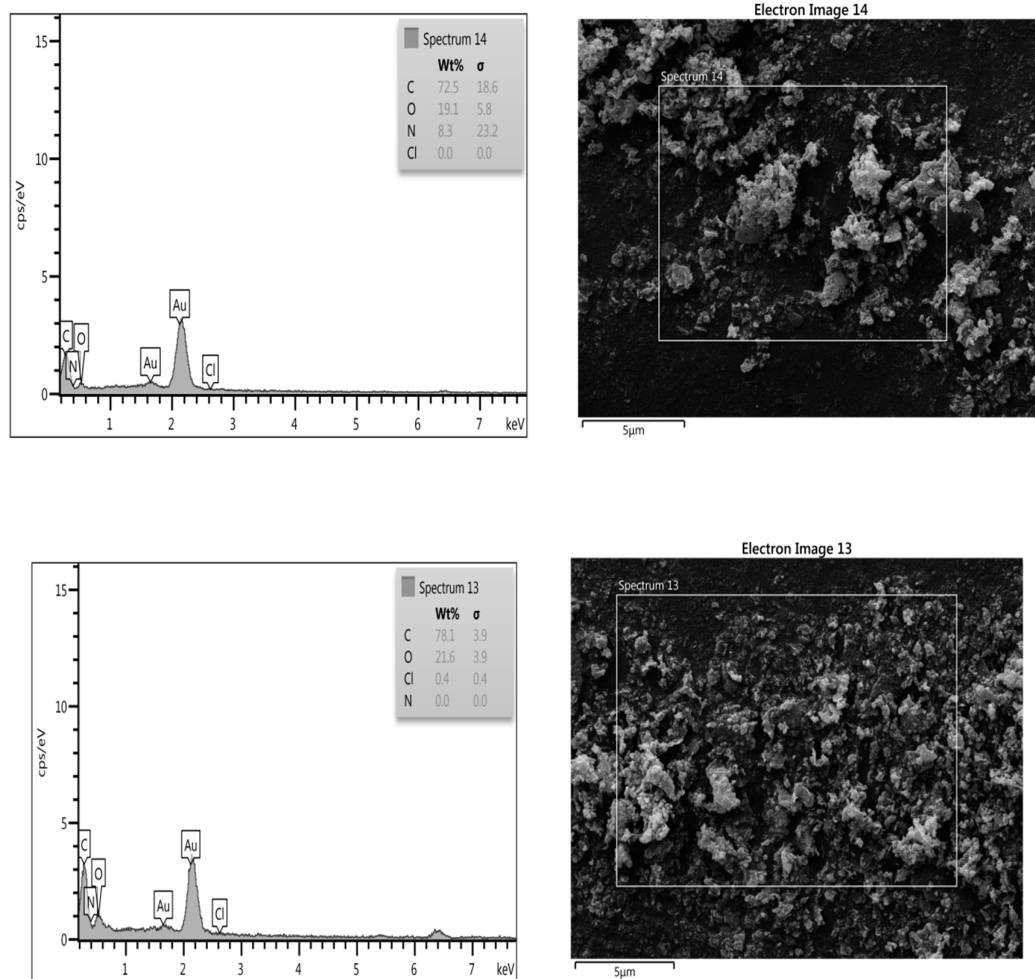 Electron Image 14
Spectrum 14
Wt% σ
C 72.5 18.6
O 19.1 5.8
N 8.3 23.2
Cl 0.0 0.0
15
10
5
0
cps/eV
C
O
N
Au
Au
Cl
1 2 3 4 5 6 7 keV
Spectrum 14
5μm
Electron Image 13
Spectrum 13
Wt% σ
C 78.1 3.9
O 21.6 3.9
Cl 0.4 0.4
N 0.0 0.0
15
10
5
0
cps/eV
C
O
N
Au
Au
Cl
1 2 3 4 5 6 7 keV
Spectrum 13
5μm